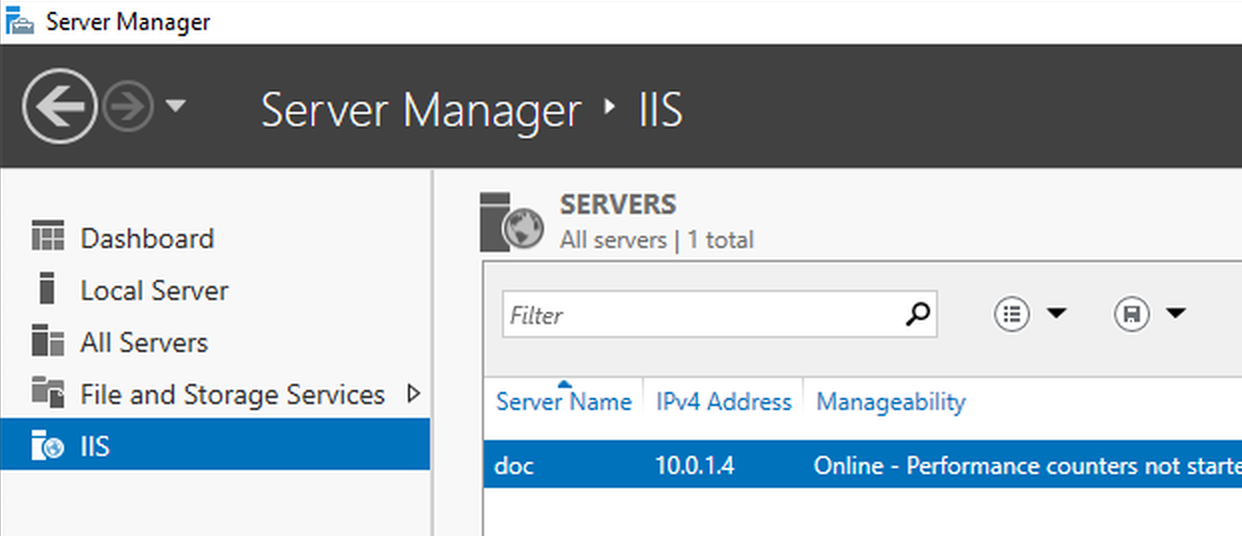 Server Manager
Server Manager ▸ IIS
Dashboard
Local Server
All Servers
File and Storage Services
IIS
SERVERS
All servers | 1 total
Filter
Server Name IPv4 Address Manageability
doc 10.0.1.4 Online - Performance counters not starte